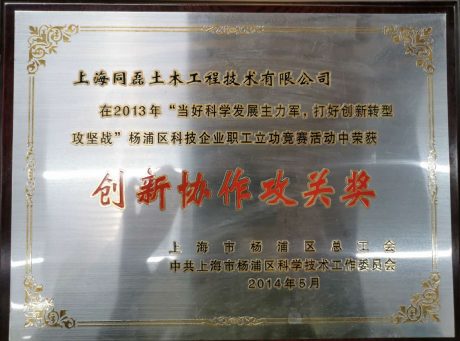 上海同磊土木工程技术有限公司
在2013年“当好科学发展主力军，打好创新转型
攻坚战”杨浦区科技企业职工立功竞赛活动中荣获
创新协作攻关奖
上海市杨浦区总工会
中共上海市杨浦区科学技术工作委员会
2014年5月